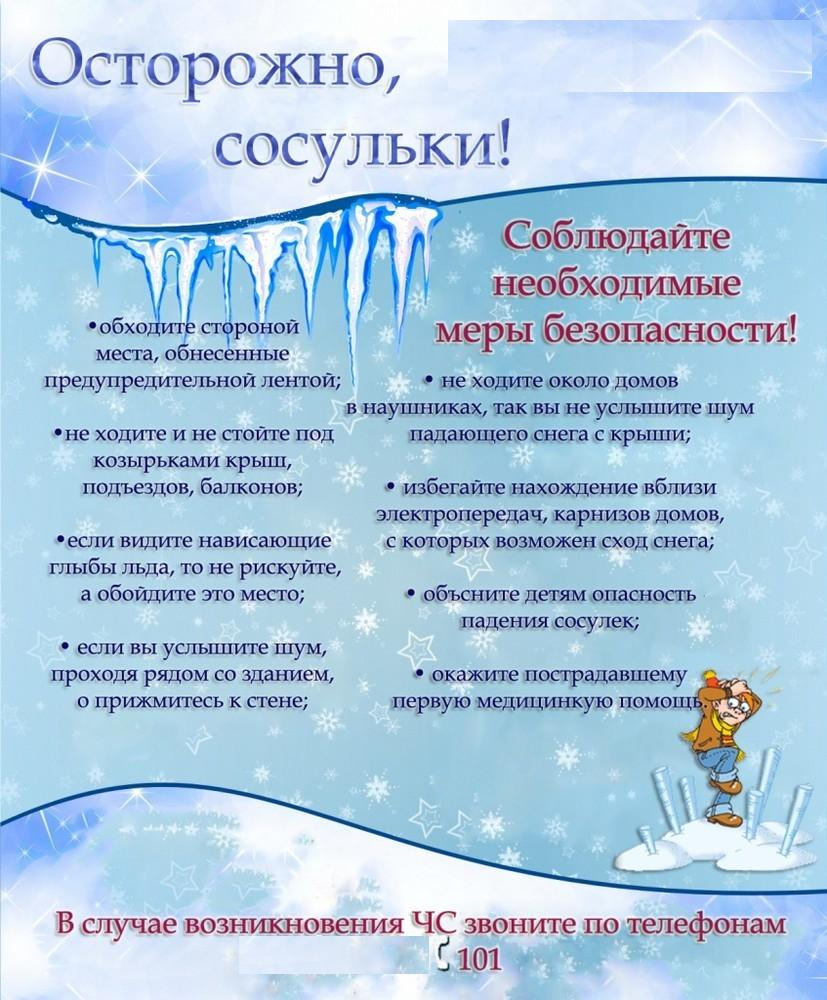 Осторожно,
сосульки!
Соблюдайте
необходимые
меры безопасности!
•обходите стороной
места, обнесенные
предупредительной лентой;
•не ходите и не стойте под
козырьками крыш,
подъездов, балконов;
•если видите нависающие
глыбы льда, то не рискуйте,
а обойдите это место;
• если вы услышите шум,
проходя рядом со зданием,
о прижмитесь к стене;
• не ходите около домов
в наушниках, так вы не услышите шум
падающего снега с крыши;
• избегайте нахождение вблизи
электропередач, карнизов домов,
с которых возможен сход снега;
• объсните детям опасность
падения сосулек;
• окажите пострадавшему
первую медицинкую помощь.
В случае возникновения ЧС звоните по телефонам
101